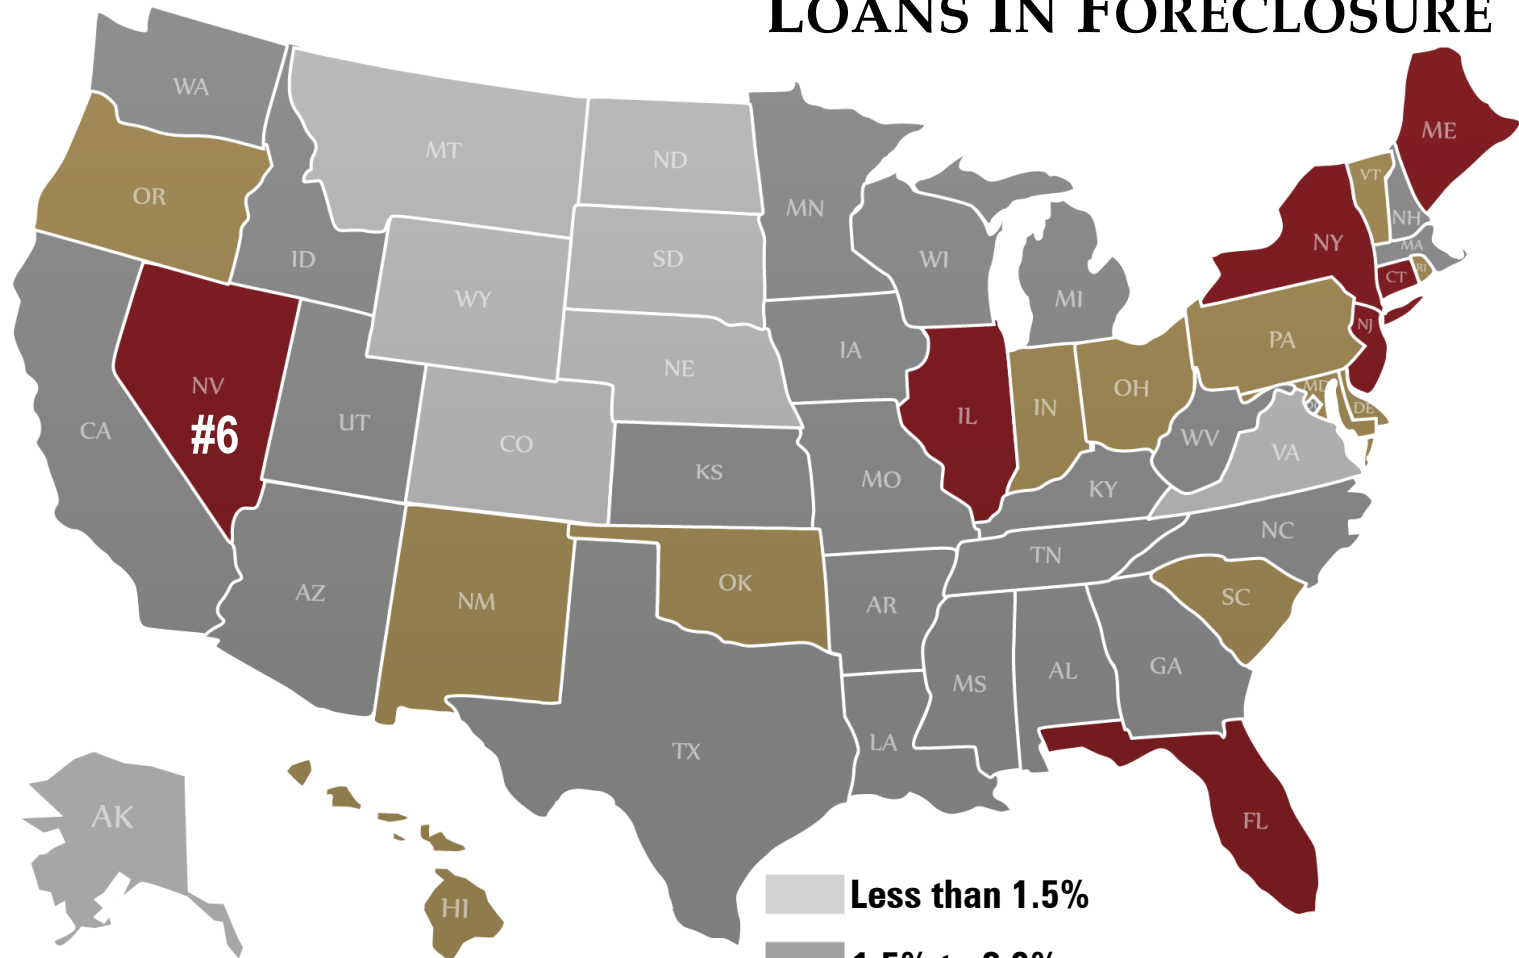 LOANS IN FORECLOSURE
WA
MT
ND
MN
ME
OR
ID
WY
SD
WI
MI
NY
VT
NH
MA
CT
RI
NV
#6
UT
CO
NE
IA
IL
IN
OH
PA
NJ
MD
DE
CA
KS
MO
KY
WV
VA
AZ
NM
OK
AR
TN
NC
SC
TX
LA
MS
AL
GA
FL
AK
HI
Less than 1.5%